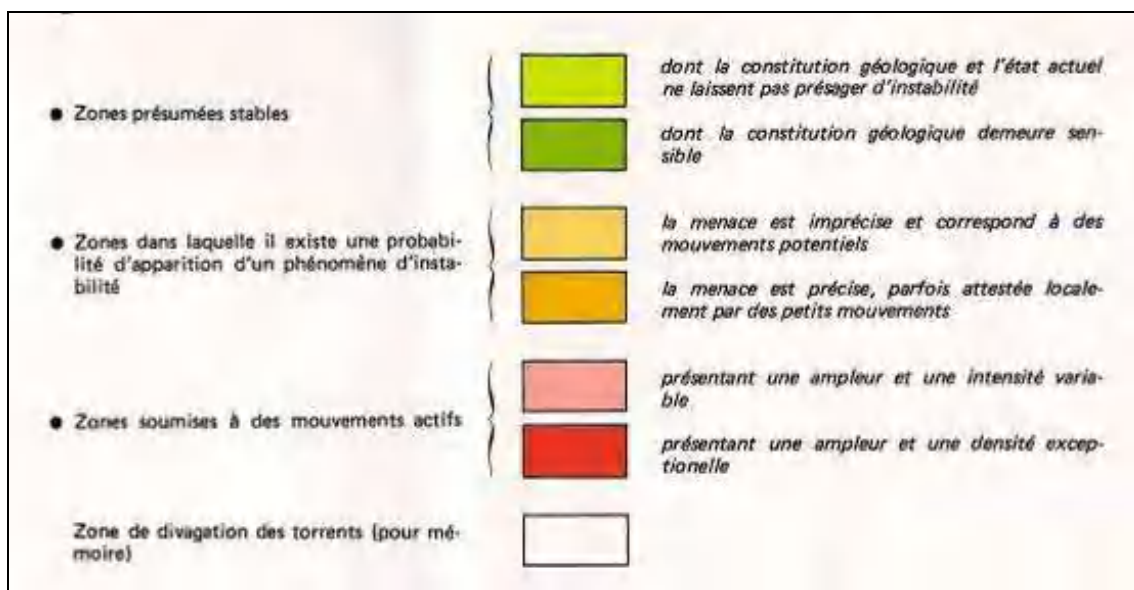 dont la constitution géologique et l'état actuel
ne laissent pas présager d'instabilité
● Zones présumées stables
dont la constitution géologique demeure sen-
sible
la menace est imprécise et correspond à des
mouvements potentiels
● Zones dans laquelle il existe une probabi-
lité d'apparition d'un phénomène d'insta-
bilité
la menace est précise, parfois attestée locale-
ment par des petits mouvements
présentant une ampleur et une intensité varia-
ble
● Zones soumises à des mouvements actifs
présentant une ampleur et une densité excep-
tionelle
Zone de divagation des torrents (pour mé-
moire)